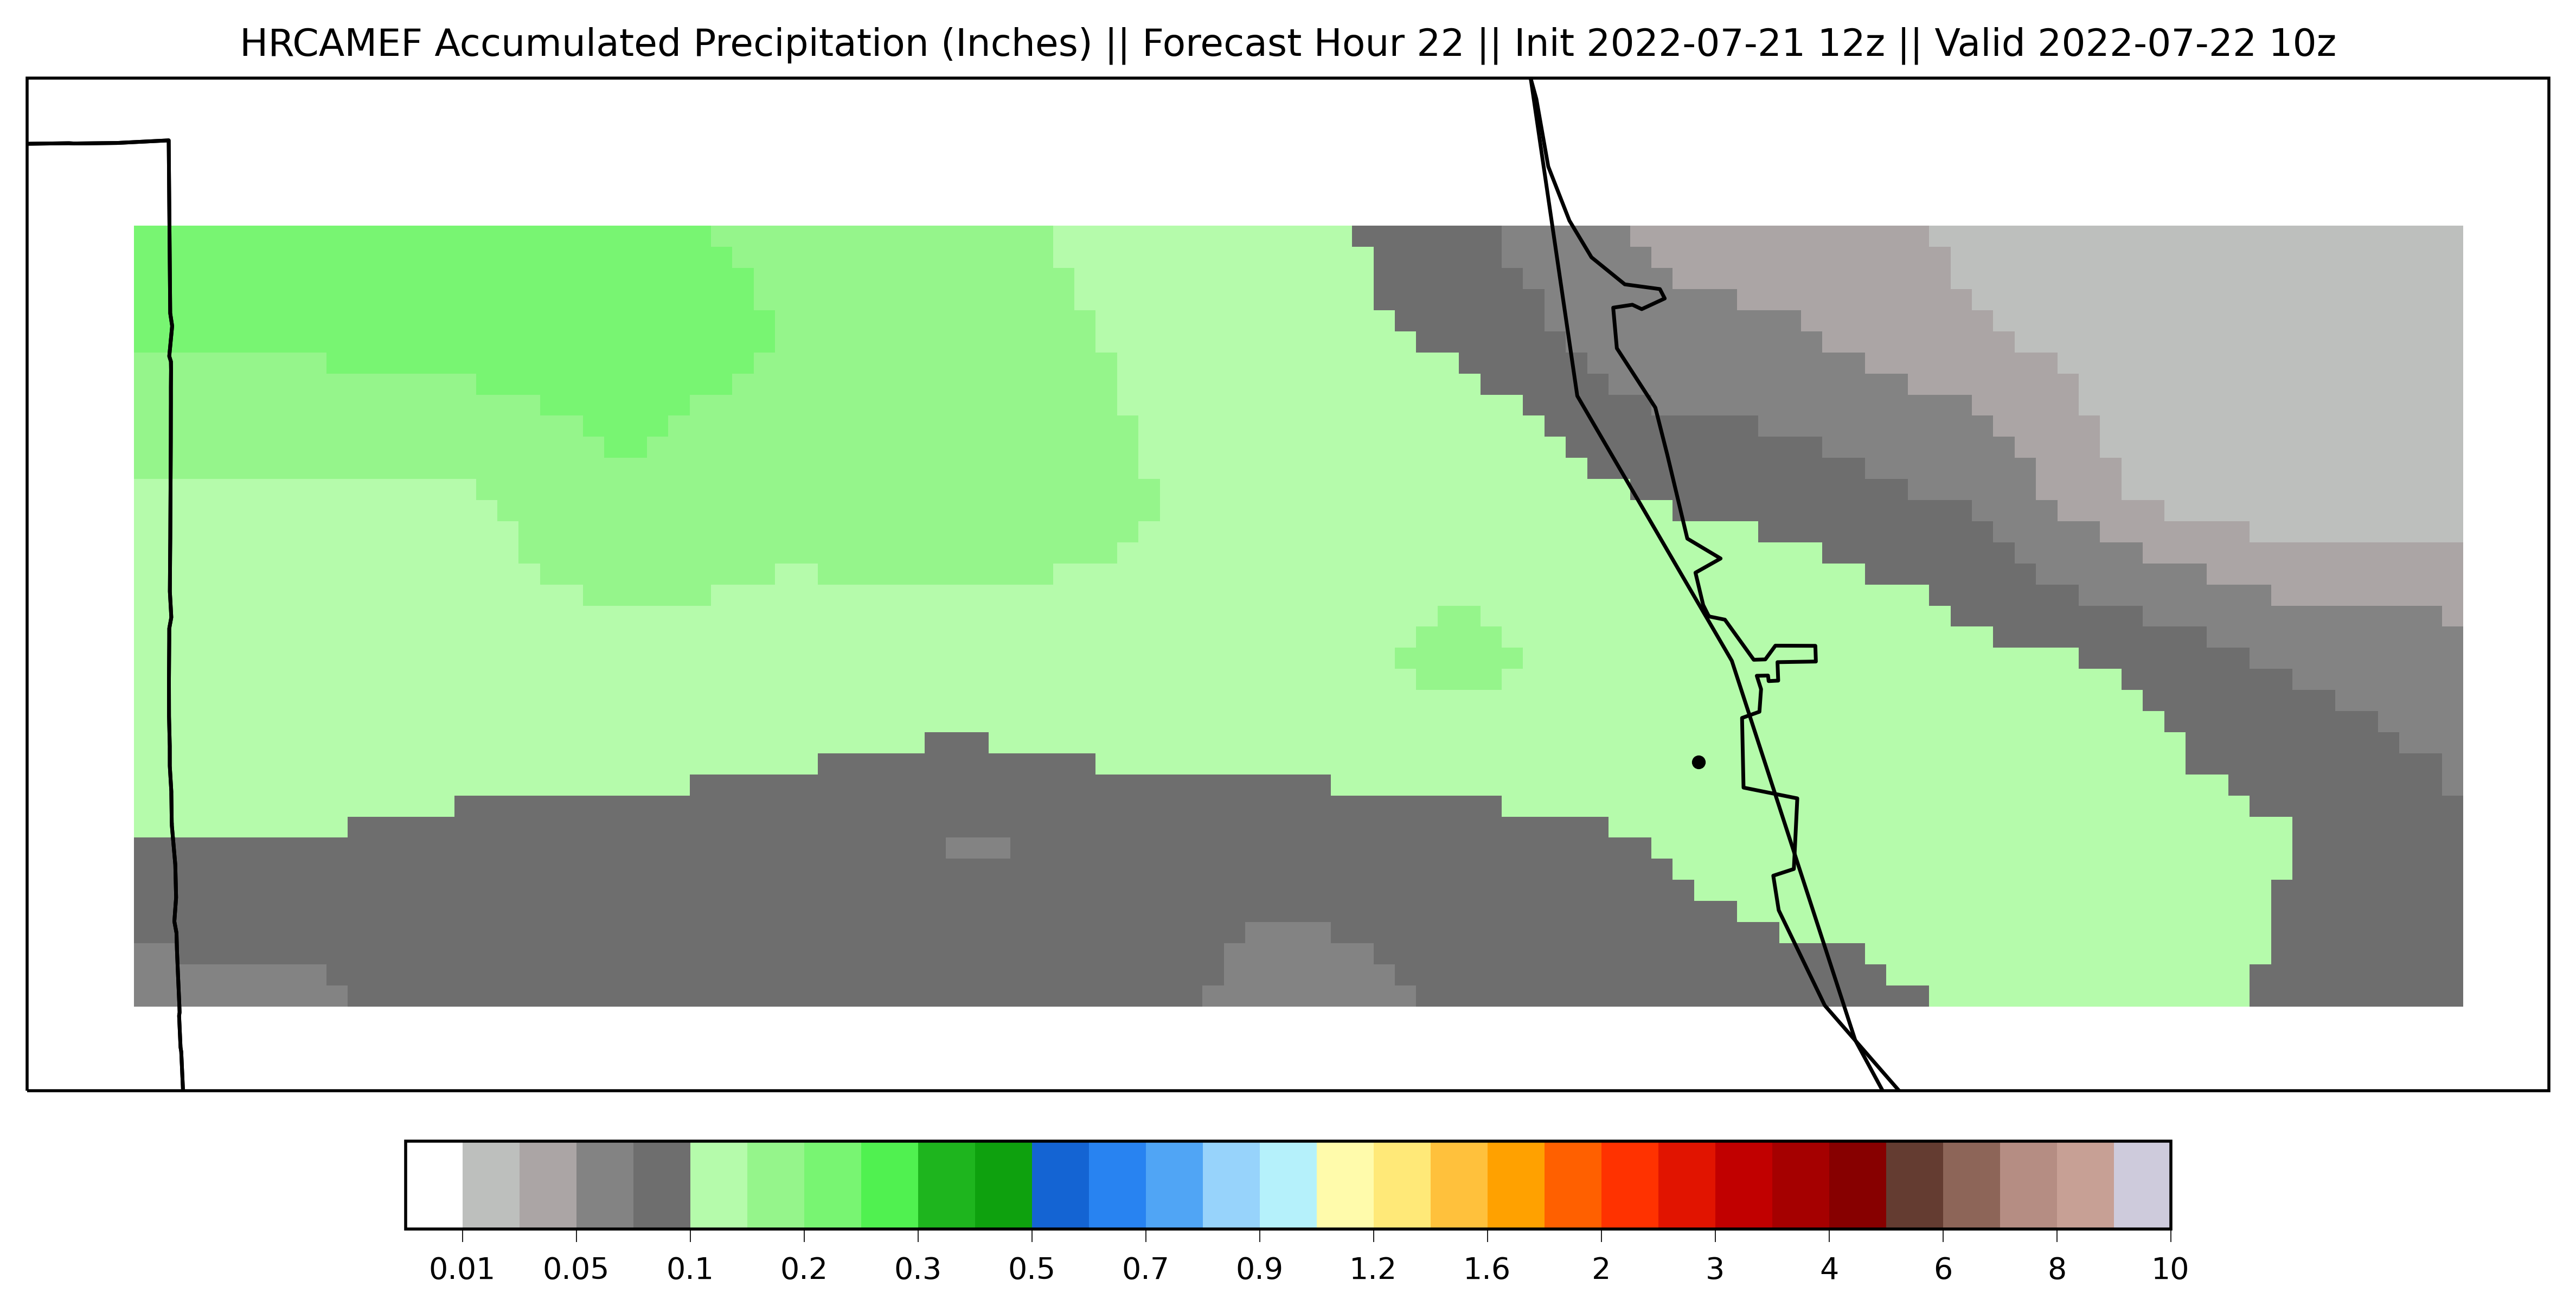 HRCAMEF Accumulated Precipitation (Inches) || Forecast Hour 22 || Init 2022-07-21 12z || Valid 2022-07-22 10z
0.01 0.05 0.1 0.2 0.3 0.5 0.7 0.9 1.2 1.6 2 3 4 6 8 10